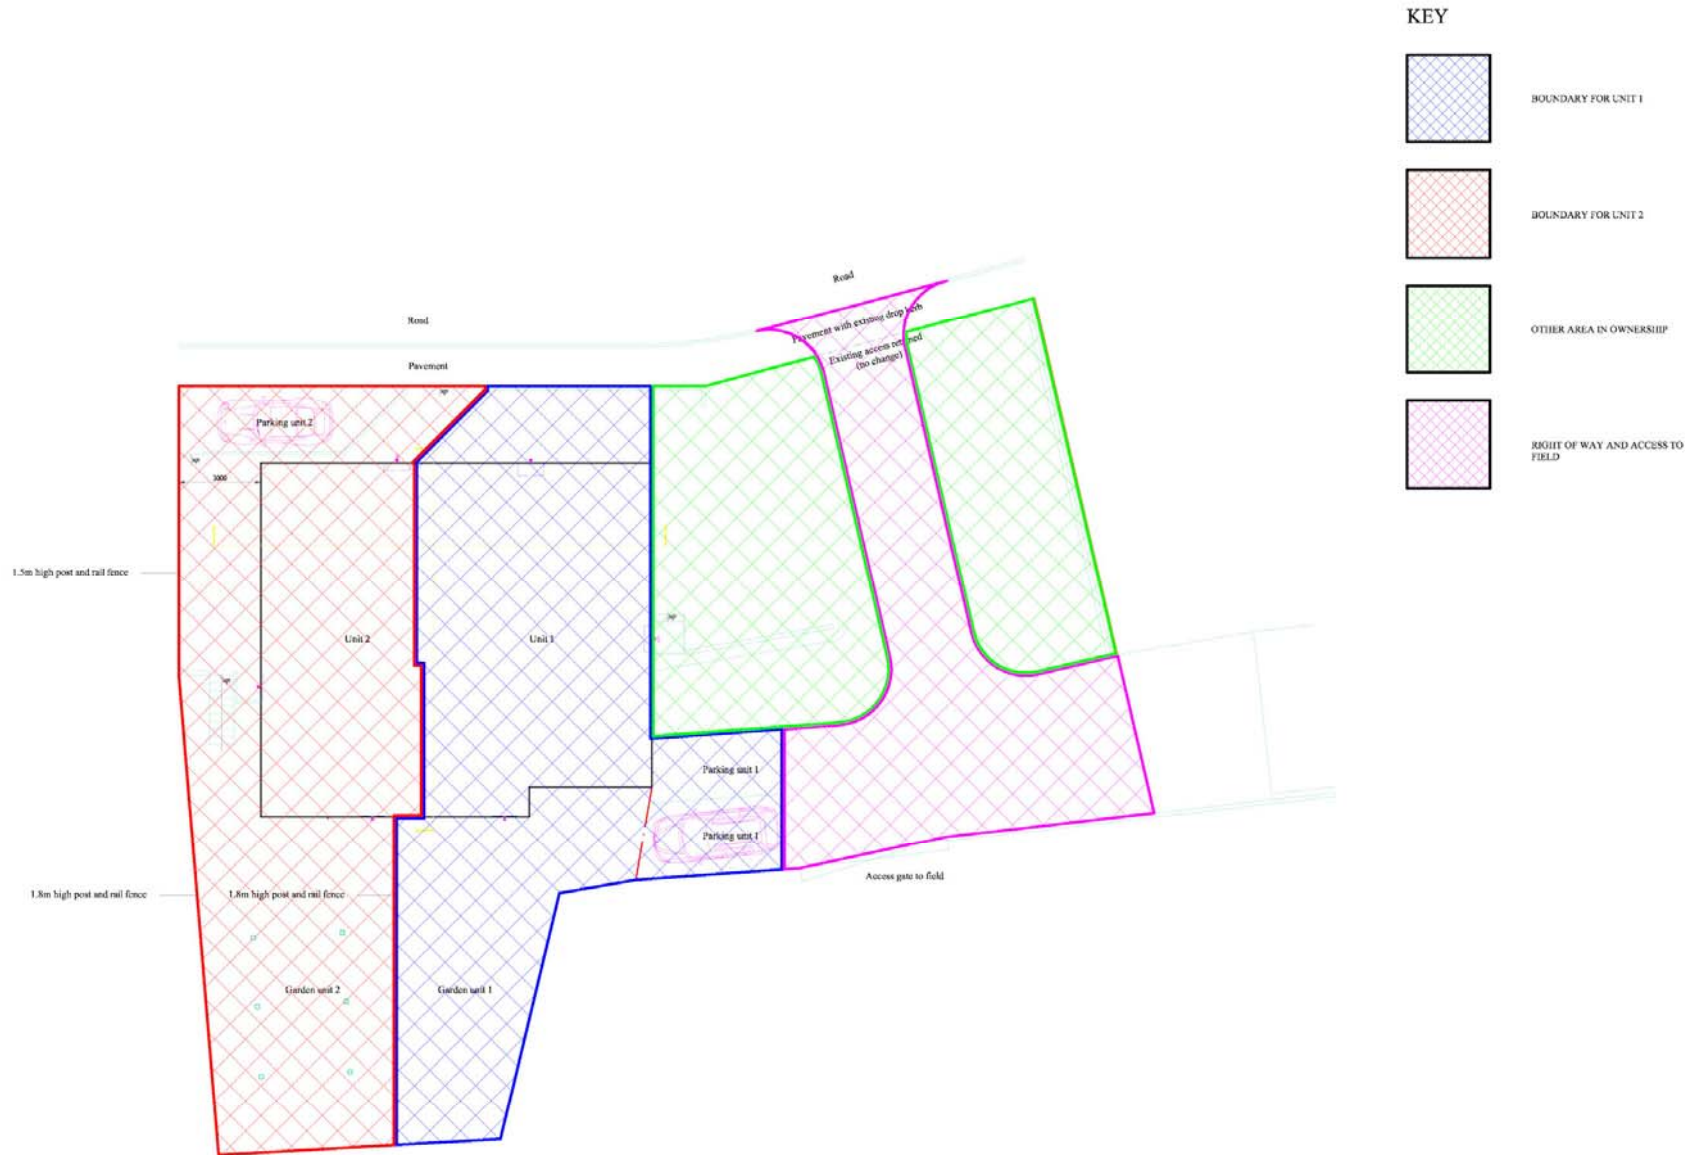 KEY
BOUNDARY FOR UNIT 1
BOUNDARY FOR UNIT 2
OTHER AREA IN OWNERSHIP
RIGHT OF WAY AND ACCESS TO
FIELD
Road
Road
Pavement with existing drop kerb
Existing access retained
(no change)
Pavement
Parking unit 2
3000
1.5m high post and rail fence
Unit 2
Unit 1
Parking unit 1
Parking unit 1
Access gate to field
1.8m high post and rail fence
1.8m high post and rail fence
Garden unit 2
Garden unit 1